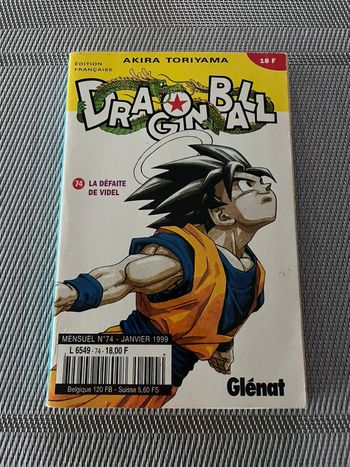 ÉDITION
FRANÇAISE
AKIRA TORIYAMA
18 F
DRAGON BALL
74 LA DÉFAITE
DE VIDEL
MENSUEL N°74 - JANVIER 1999
L 6549 - 74 - 18,00 F
Belgique 120 FB - Suisse 5,60 FS
Glénat